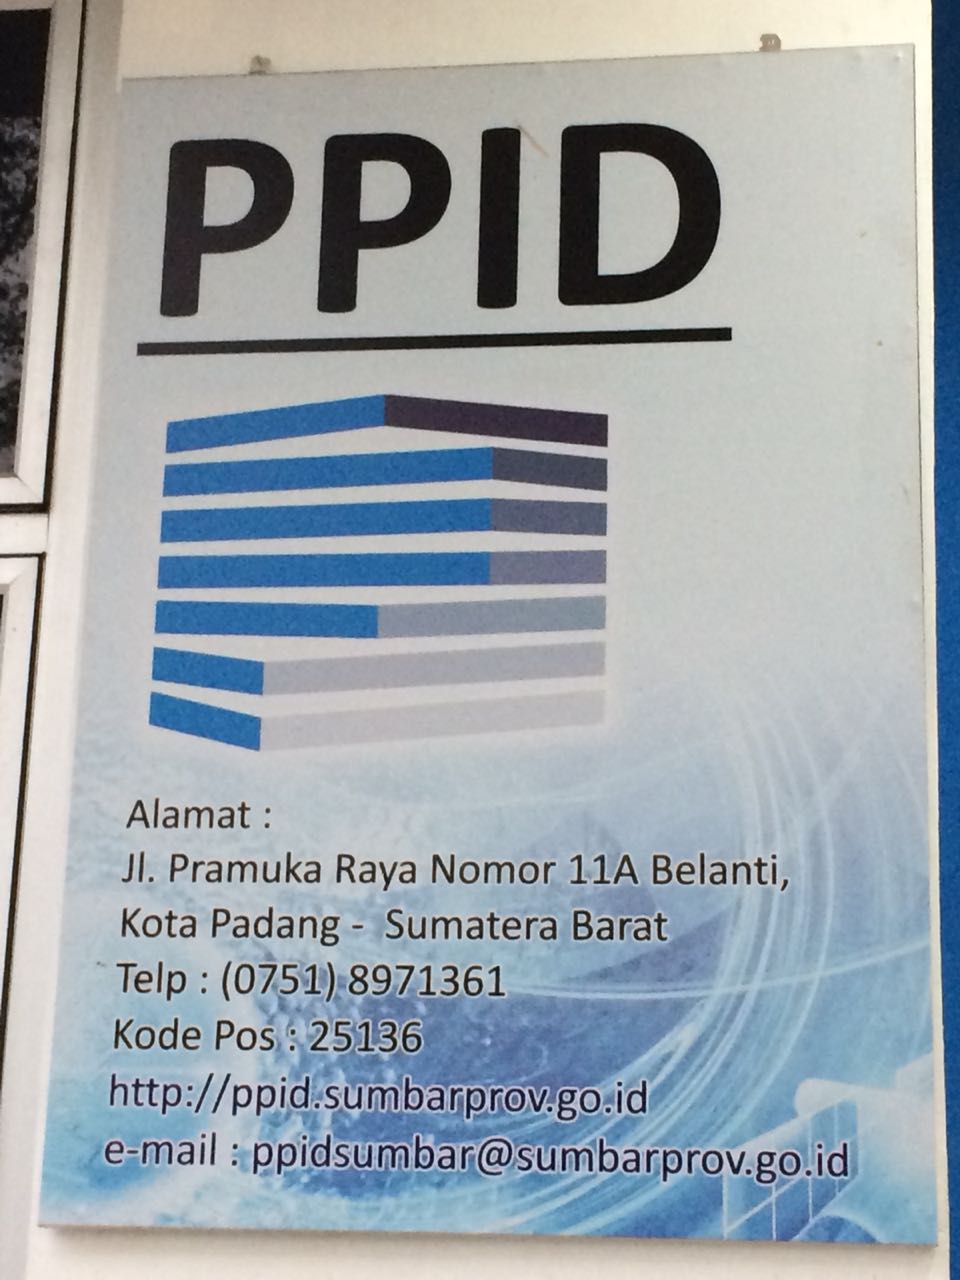 PPID
Alamat :
Jl. Pramuka Raya Nomor 11A Belanti,
Kota Padang - Sumatera Barat
Telp : (0751) 8971361
Kode Pos : 25136
http://ppid.sumbarprov.go.id
e-mail : ppidsumbar@sumbarprov.go.id